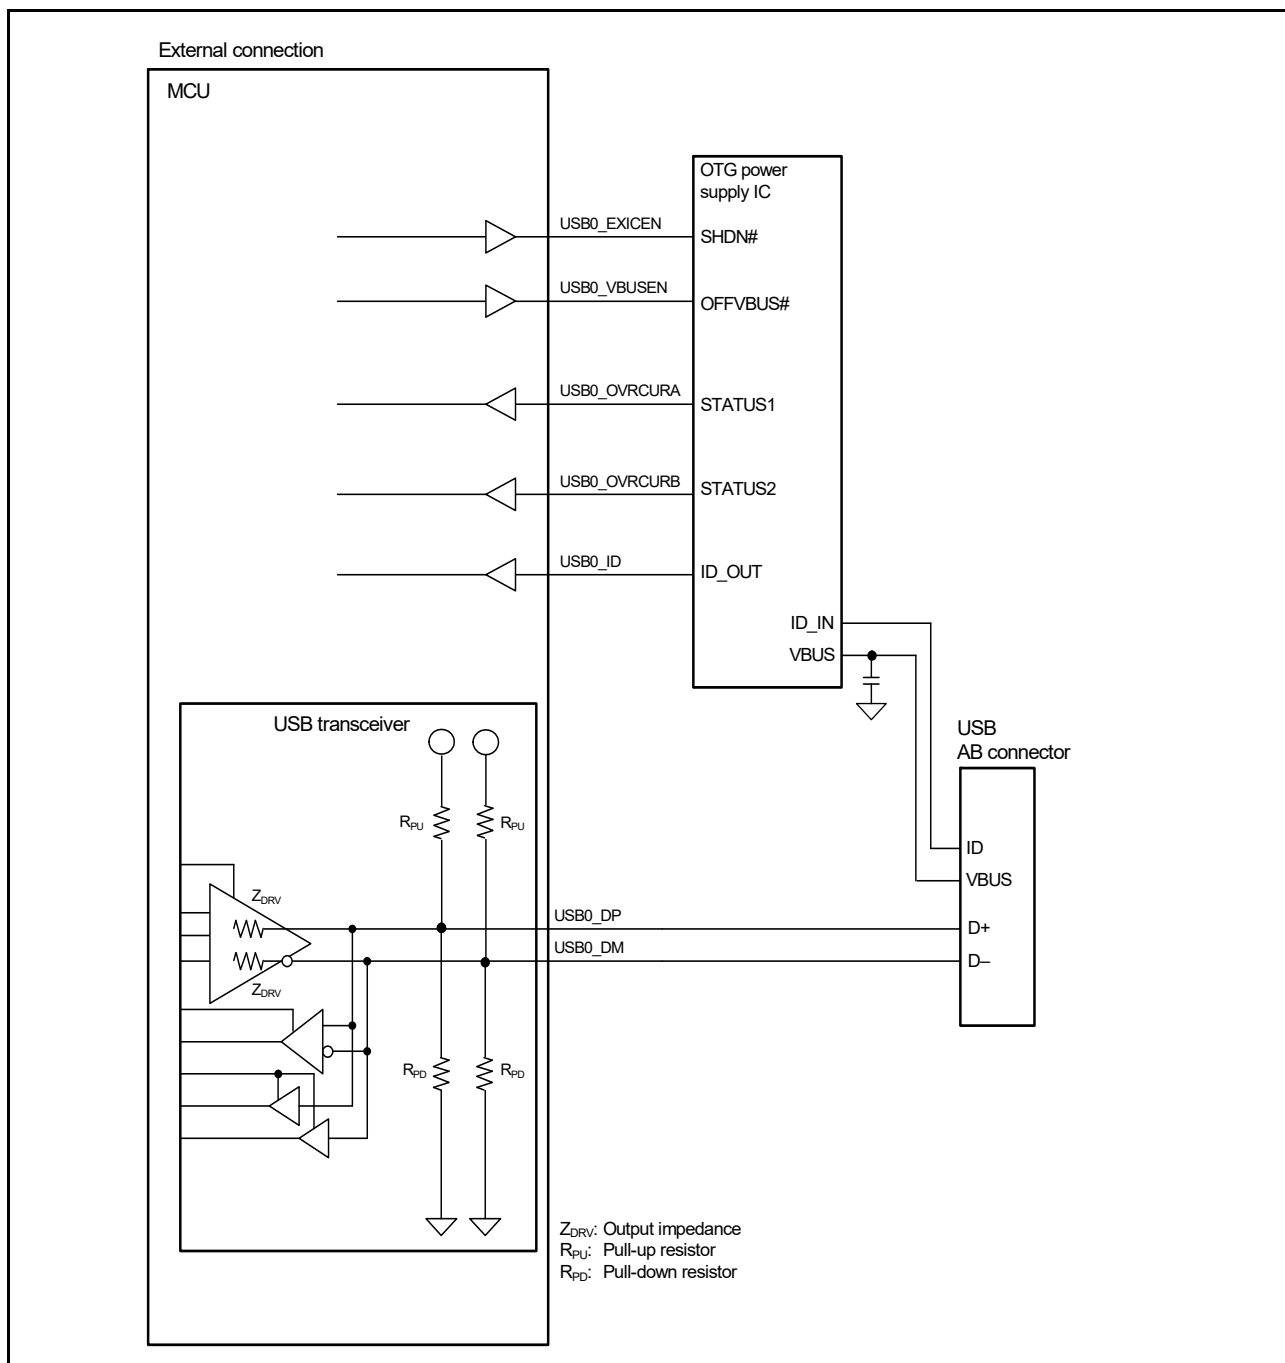 External connection
MCU
OTG power
supply IC
USB0_EXICEN
SHDN#
USB0_VBUSEN
OFFVBUS#
USB0_OVRCURA
STATUS1
USB0_OVRCURB
STATUS2
USB0_ID
ID_OUT
ID_IN
VBUS
USB transceiver
USB
AB connector
RPU
RPU
ID
VBUS
ZDRV
USB0_DP
D+
USB0_DM
D–
ZDRV
RPD
RPD
ZDRV: Output impedance
RPU: Pull-up resistor
RPD: Pull-down resistor